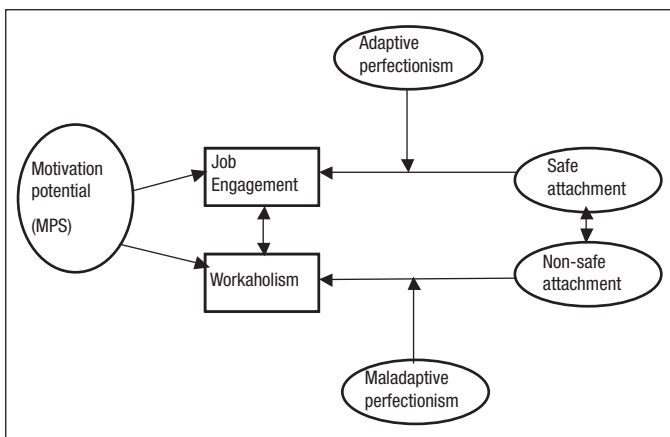 Adaptive
perfectionism
Motivation
potential
(MPS)
Job
Engagement
Safe
attachment
Workaholism
Non-safe
attachment
Maladaptive
perfectionism